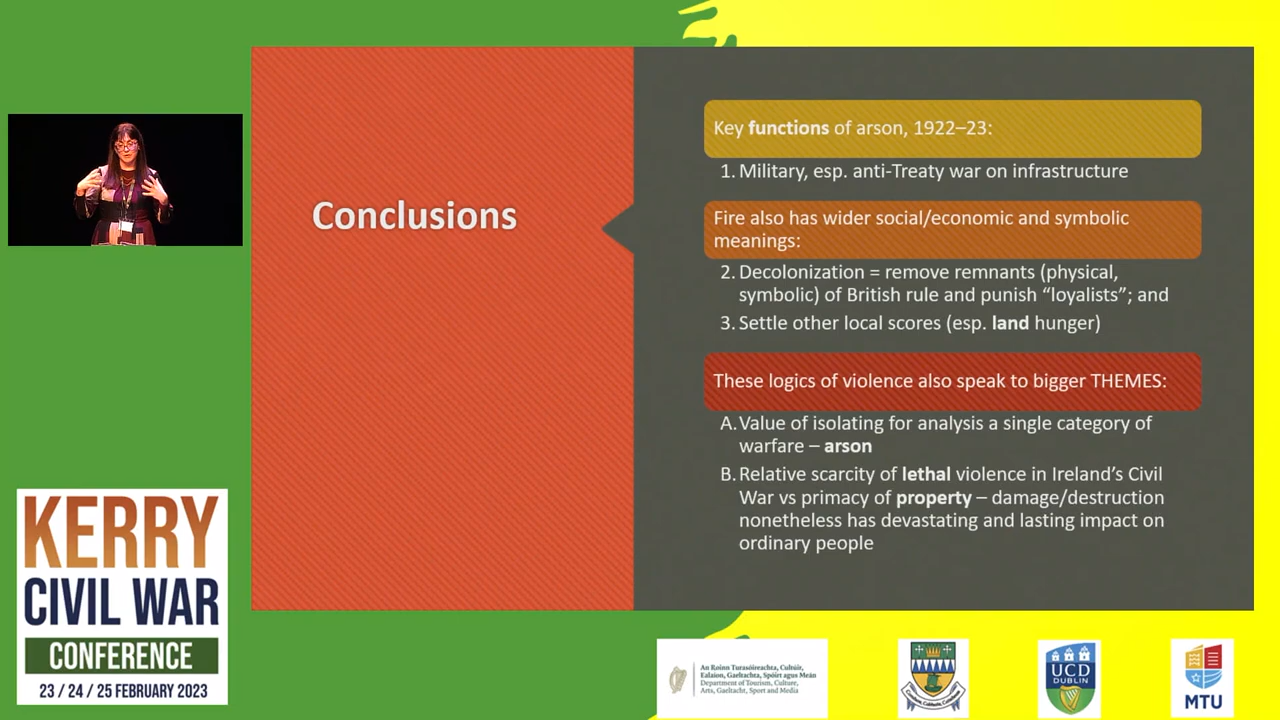 Conclusions
Key functions of arson, 1922–23:
1. Military, esp. anti-Treaty war on infrastructure
Fire also has wider social/economic and symbolic
meanings:
2. Decolonization = remove remnants (physical,
symbolic) of British rule and punish “loyalists”; and
3. Settle other local scores (esp. land hunger)
These logics of violence also speak to bigger THEMES:
A. Value of isolating for analysis a single category of
warfare – arson
B. Relative scarcity of lethal violence in Ireland’s Civil
War vs primacy of property – damage/destruction
nonetheless has devastating and lasting impact on
ordinary people
KERRY
CIVIL WAR
CONFERENCE
23 / 24 / 25 FEBRUARY 2023
An Roinn Turasóireachta, Cultúir,
Ealaíon, Gaeltachta, Spóirt agus Meán
Department of Tourism, Culture,
Arts, Gaeltacht, Sport and Media
UCD
DUBLIN
MTU